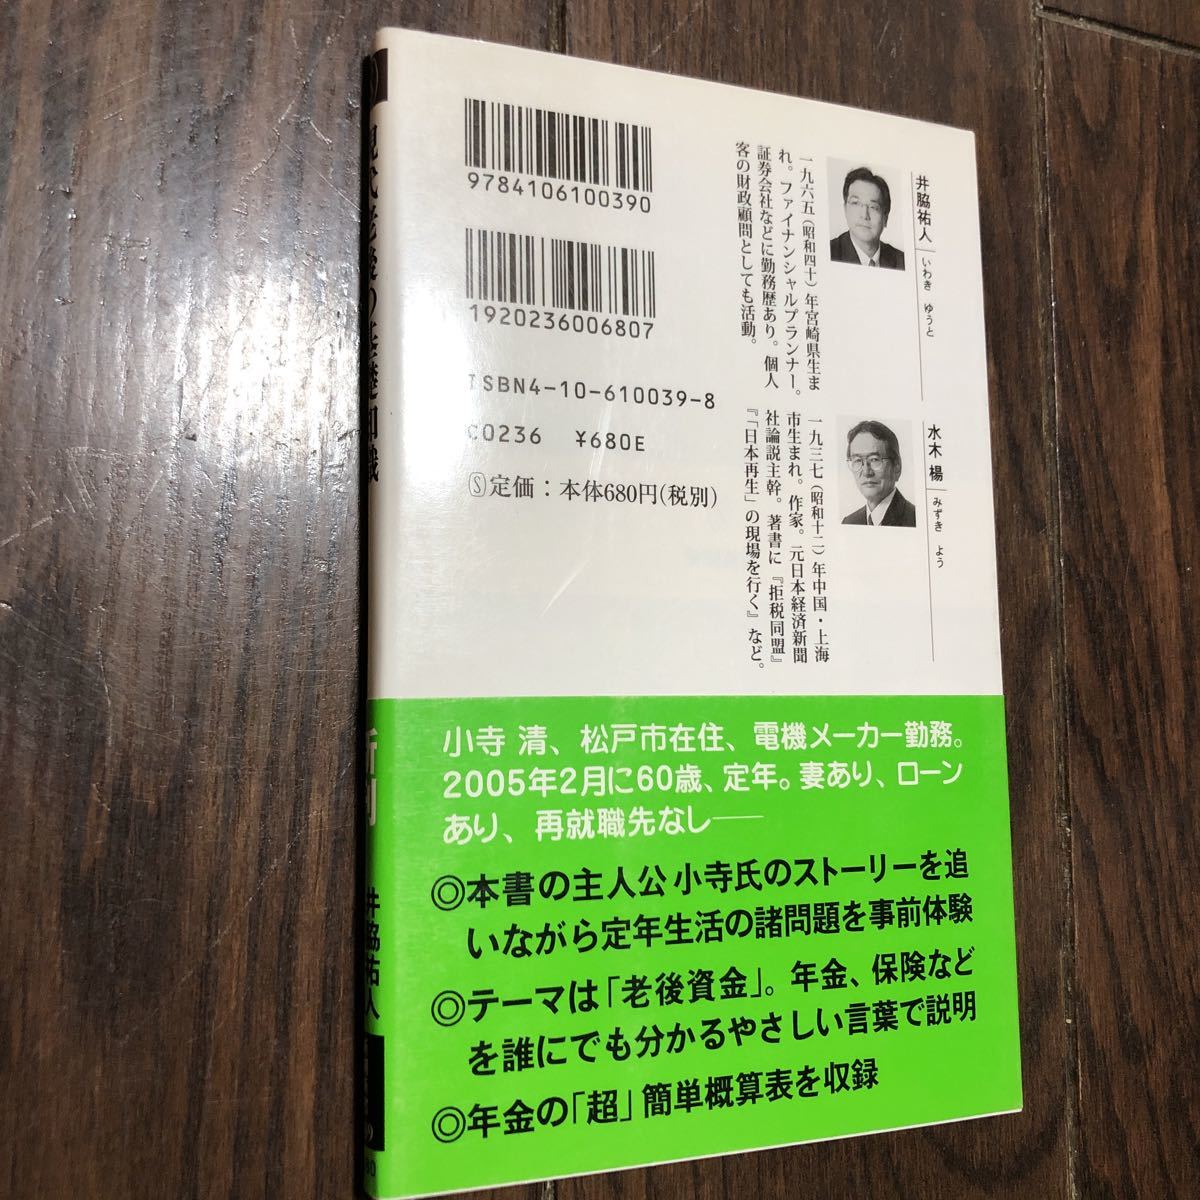 9784106100390
1920236006807
ISBN4-10-610039-8
C0236 ¥680E
Ⓢ定価：本体680円(税別)
井脇祐人
いわき ゆうと
一九六五（昭和四十）年宮崎県生ま
れ。ファイナンシャルプランナー。
証券会社などに勤務歴あり。個人
客の財政顧問としても活動。
水木 楊
みずき よう
一九三七（昭和十二）年中国・上海
市生まれ。作家。元日本経済新聞
社論説主幹。著書に『拒税同盟』
『「日本再生」の現場を行く』など。
小寺 清、松戸市在住、電機メーカー勤務。
2005年2月に60歳、定年。妻あり、ローン
あり、再就職先なし──
◎本書の主人公 小寺氏のストーリーを追
いながら定年生活の諸問題を事前体験
◎テーマは「老後資金」。年金、保険など
を誰にでも分かるやさしい言葉で説明
◎年金の「超」簡単概算表を収録
井脇祐人